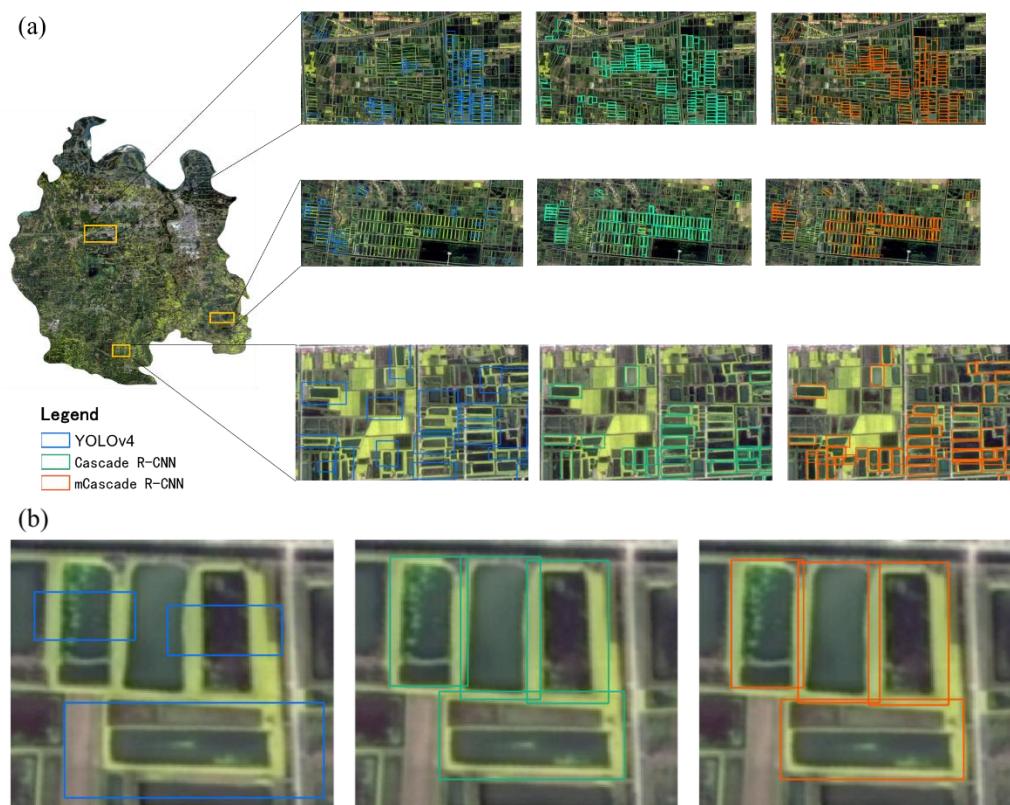 (a)
Legend
YOLOv4
Cascade R-CNN
mCascade R-CNN
(b)